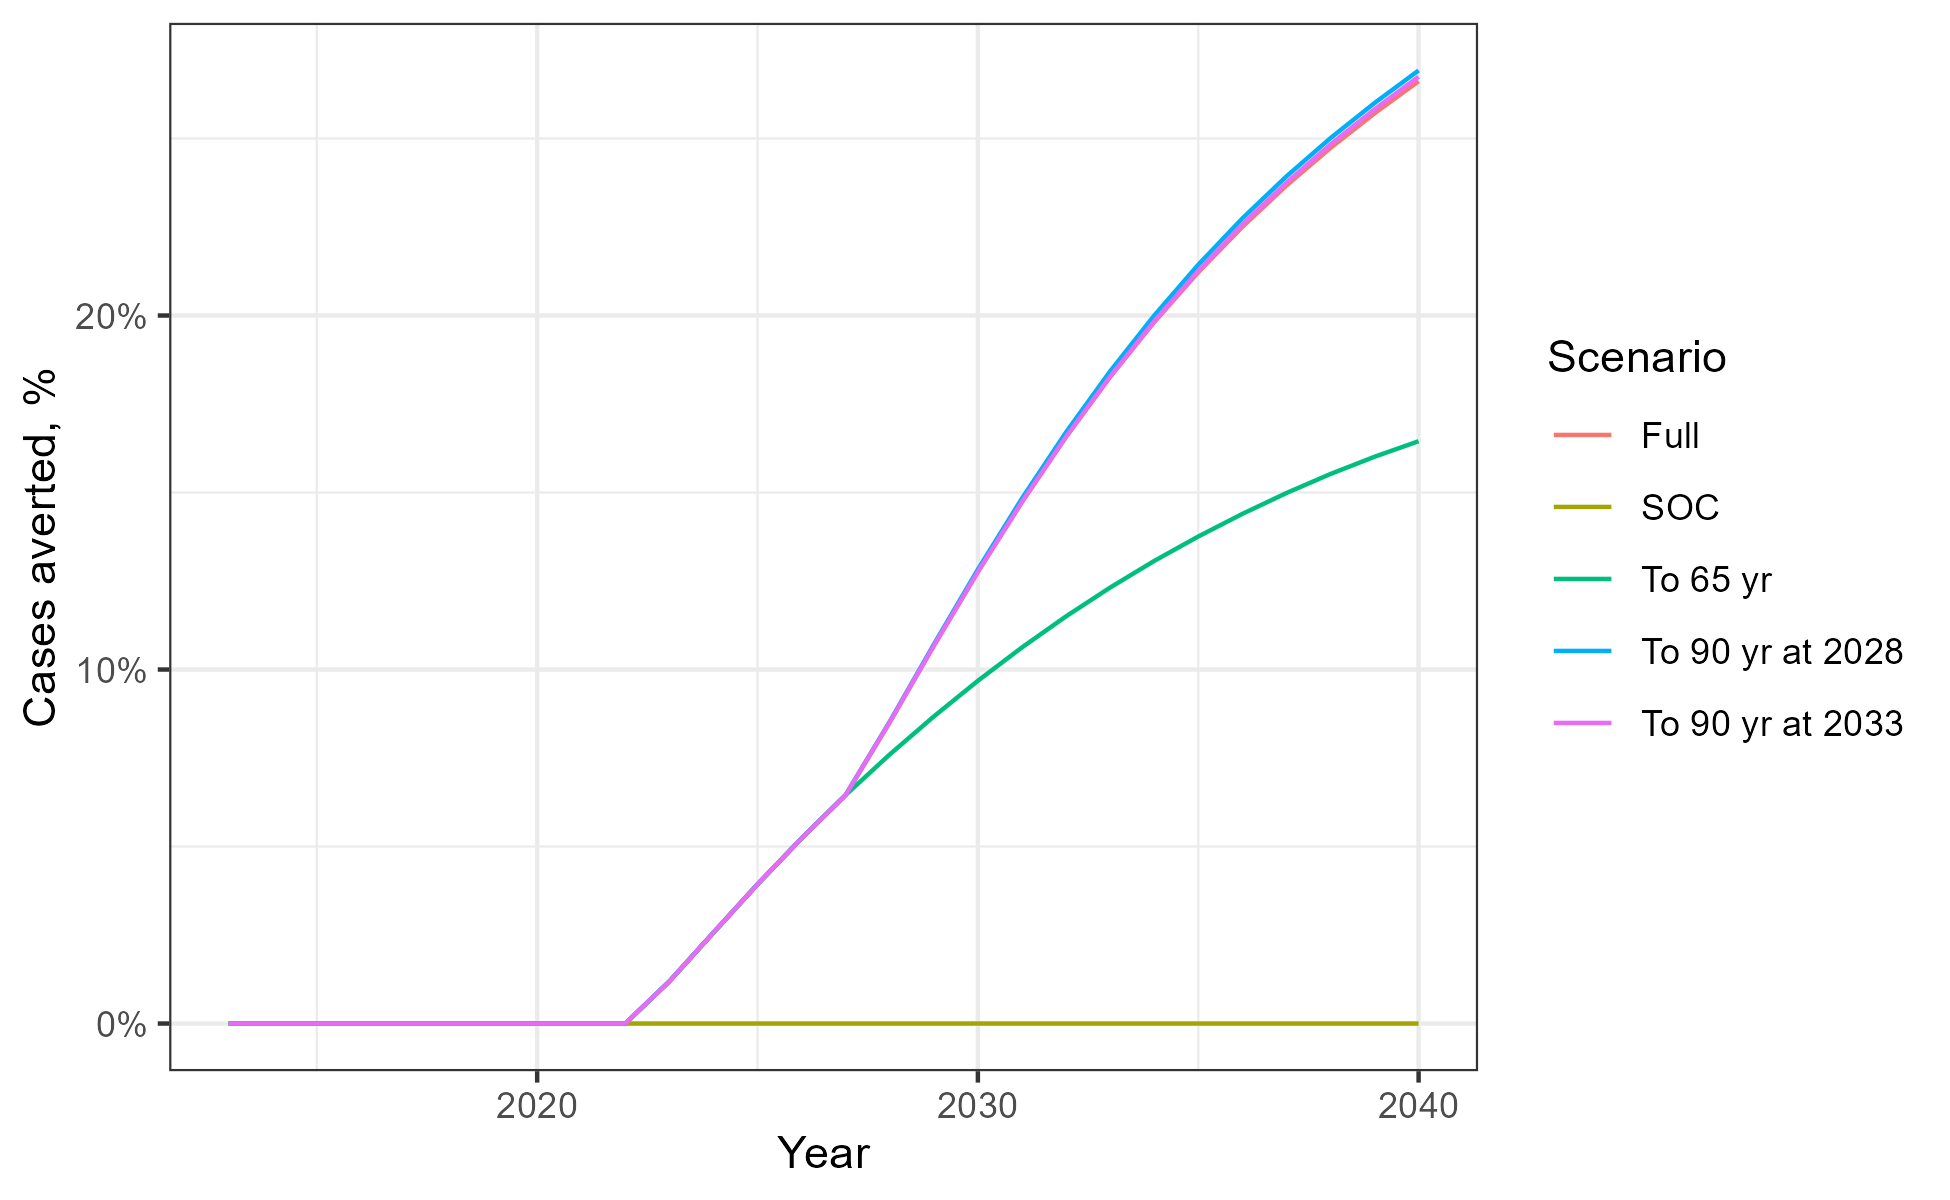 Cases averted, %
20%
10%
0%
2020
2030
2040
Year
Scenario
Full
SOC
To 65 yr
To 90 yr at 2028
To 90 yr at 2033